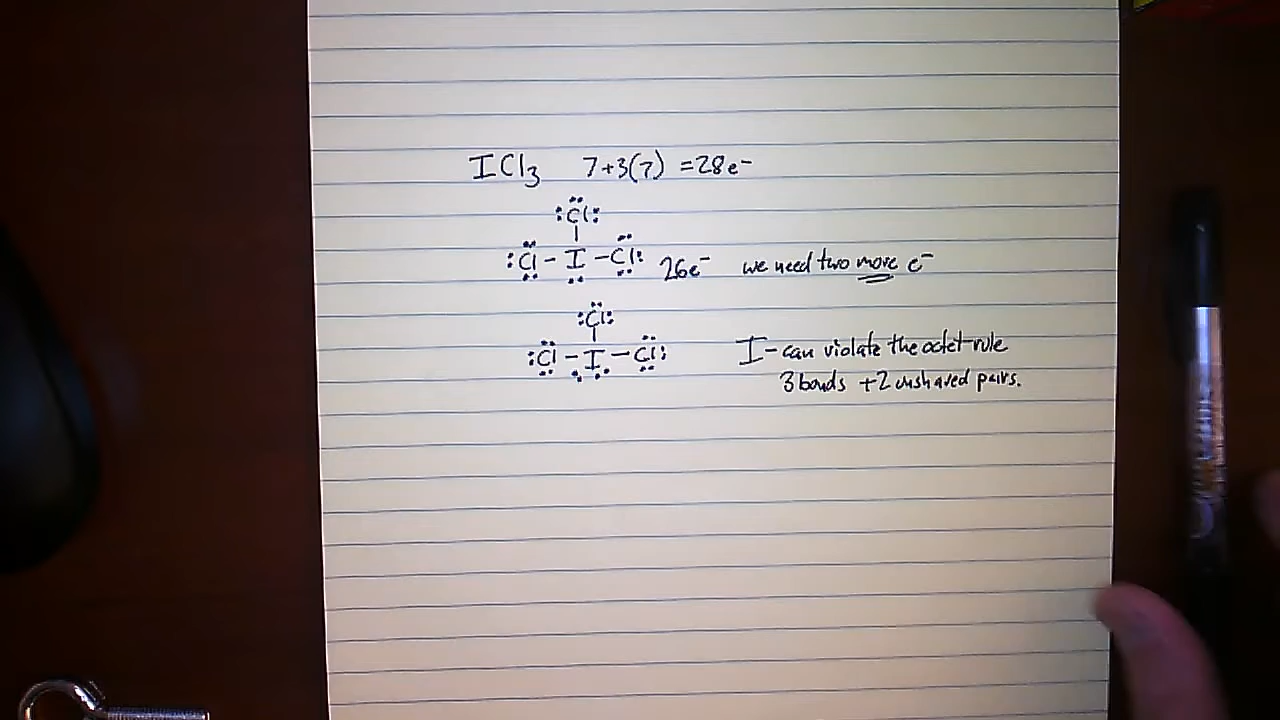 ICl₃ 7+3(7) = 28e⁻
Cl
Cl - I - Cl 26e⁻ we need two more e⁻
Cl
Cl - I - Cl I - can violate the octet rule
3 bonds + 2 unshared pairs.